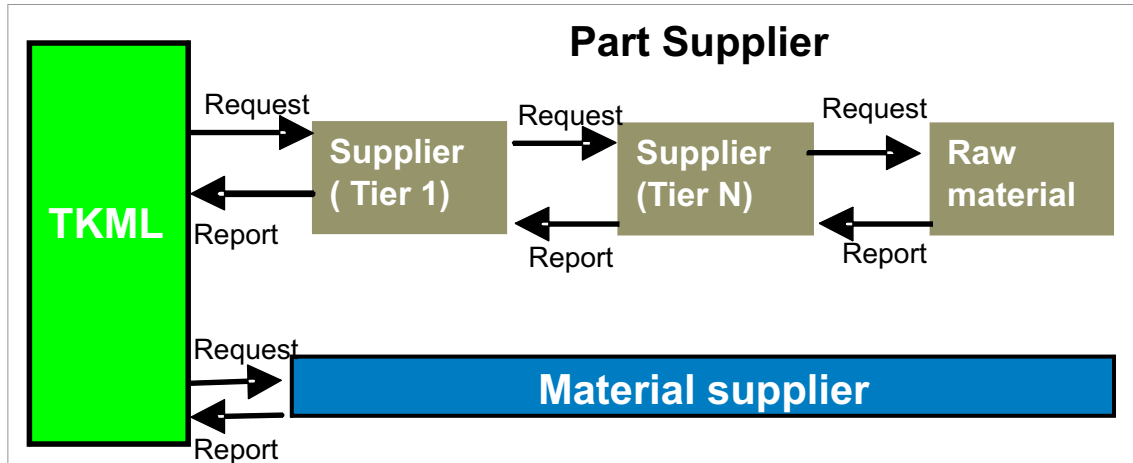 Part Supplier
Request
Request
Request
Supplier
( Tier 1)
Supplier
(Tier N)
Raw
material
TKML
Report
Report
Report
Request
Material supplier
Report